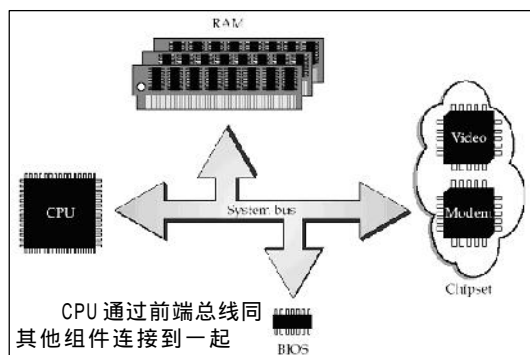 RAM
Video
CPU
System bus
Modem
Chipset
CPU 通过前端总线同
其他组件连接到一起
BIOS